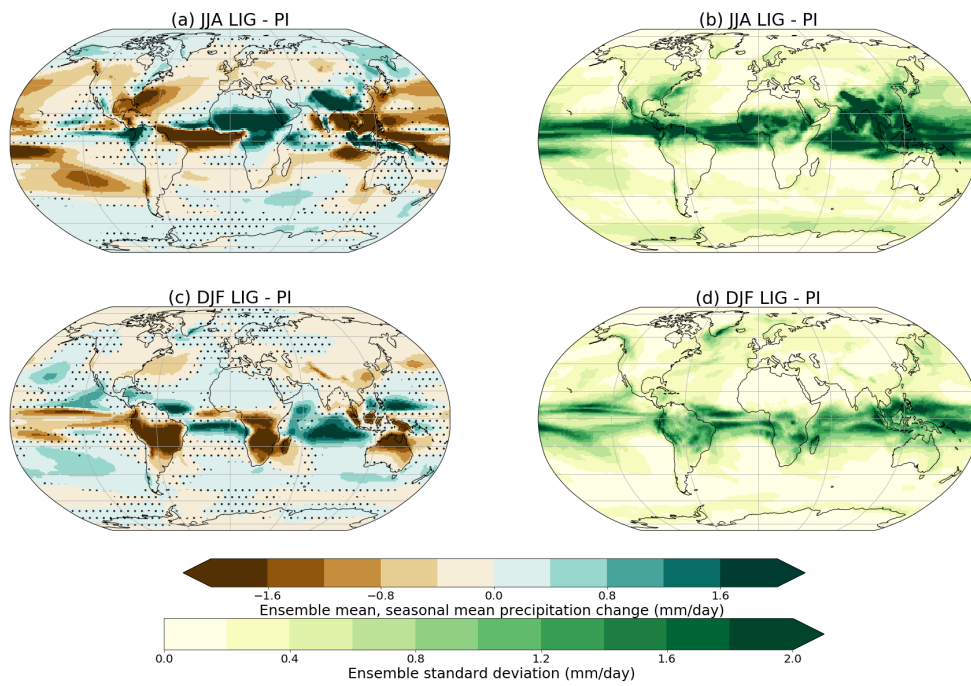 (a) JJA LIG - PI
(b) JJA LIG - PI
(c) DJF LIG - PI
(d) DJF LIG - PI
−1.6 −0.8 0.0 0.8 1.6
Ensemble mean, seasonal mean precipitation change (mm/day)
0.0 0.4 0.8 1.2 1.6 2.0
Ensemble standard deviation (mm/day)